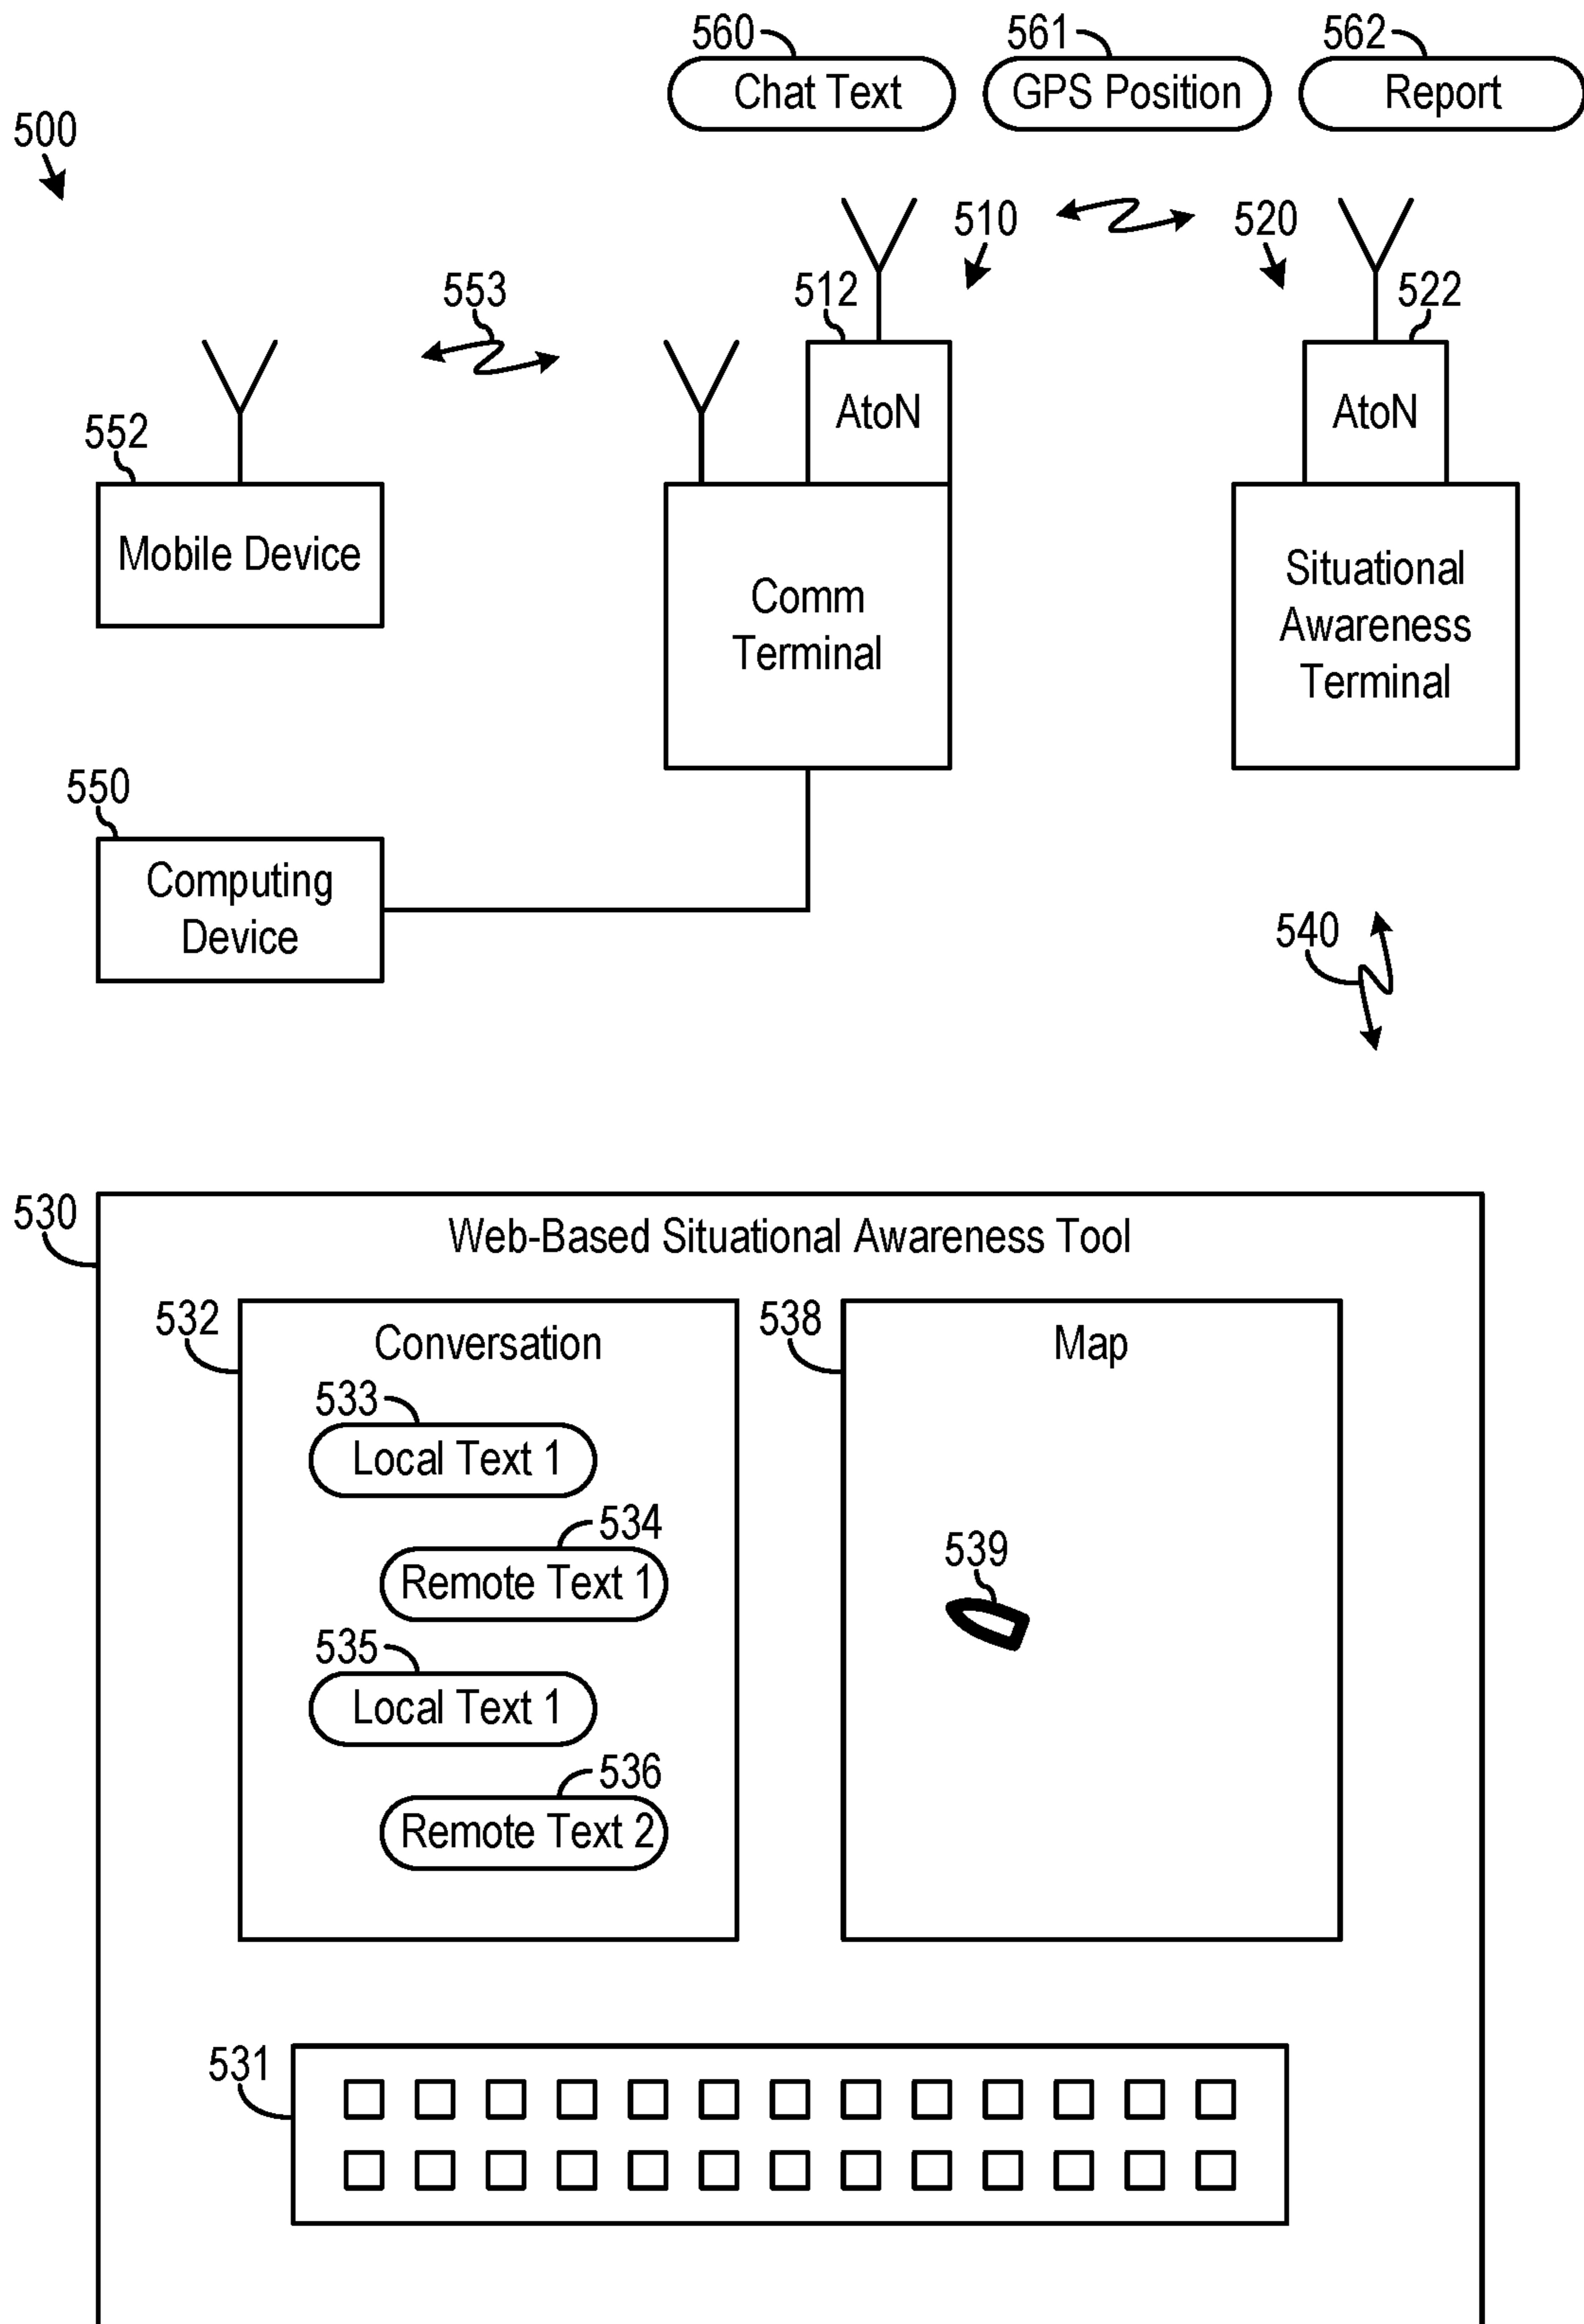 560
561
562
Chat Text
GPS Position
Report
500
510
520
553
512
522
552
AtoN
AtoN
Mobile Device
Comm
Terminal
Situational
Awareness
Terminal
550
Computing
Device
540
530
Web-Based Situational Awareness Tool
532
Conversation
533
Local Text 1
534
Remote Text 1
535
Local Text 1
536
Remote Text 2
538
Map
539
531